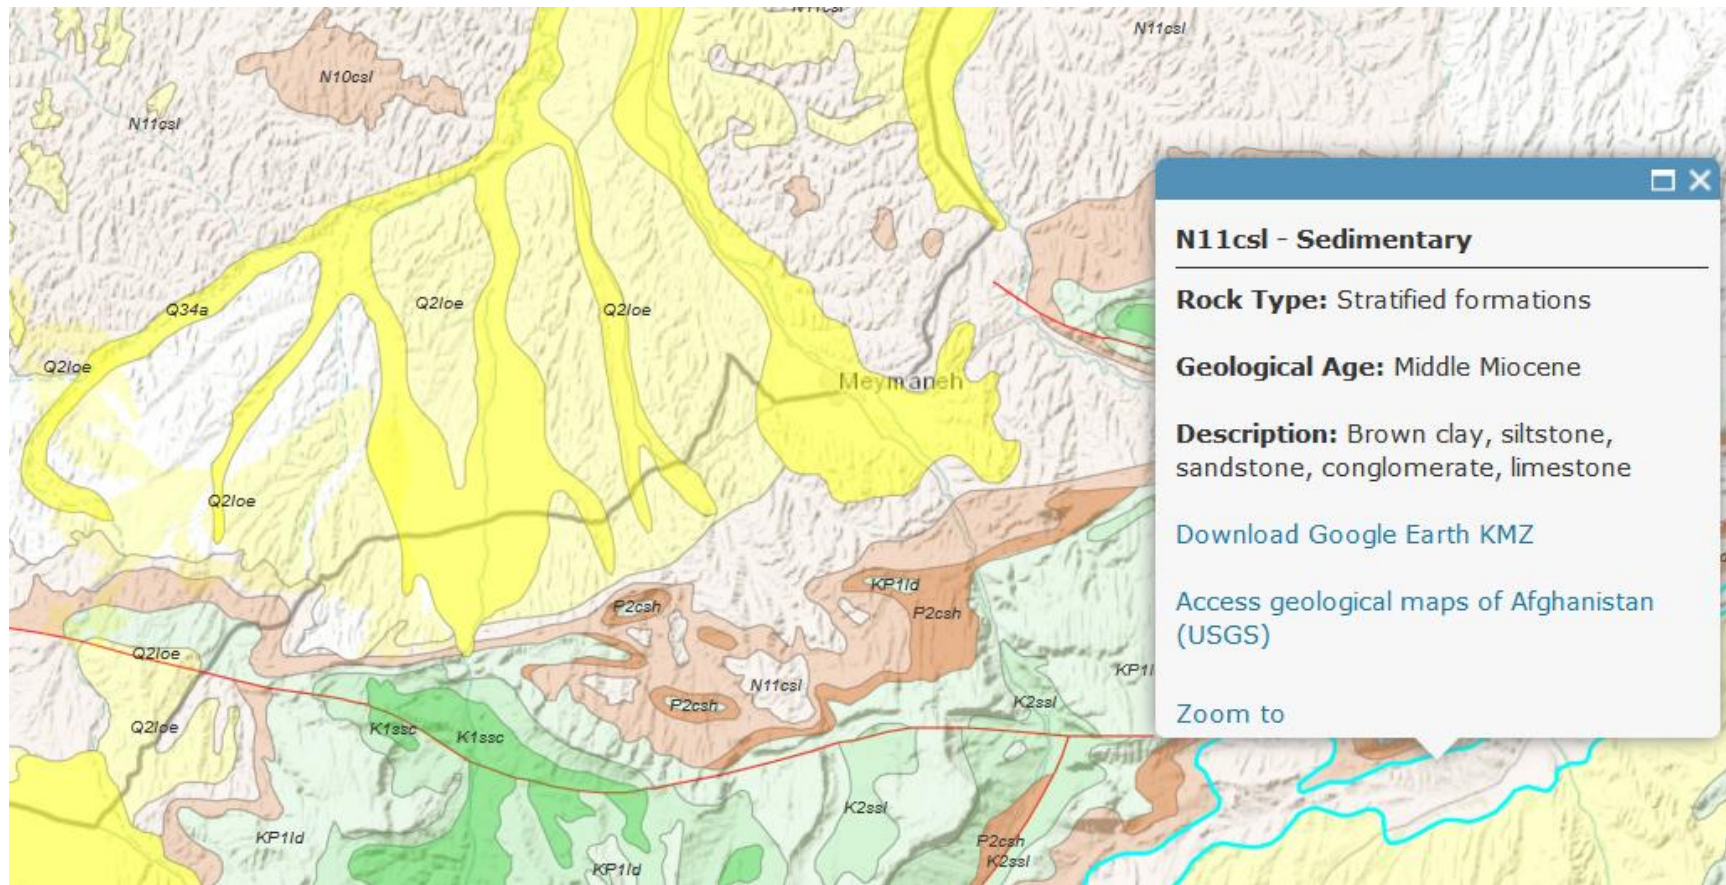 N11csl
N11csl
N10csl
N11csl
Q34a
Q2loe
Q2loe
Q2loe
Meymaneh
Q2loe
KP1ld
P2csh
P2csh
Q2loe
N11csl
P2csh
K2ssl
Q2loe
K1ssc
K1ssc
K2ssl
KP1ld
P2csh
K2ssl
KP1ld
N11csl - Sedimentary
Rock Type: Stratified formations
Geological Age: Middle Miocene
Description: Brown clay, siltstone,
sandstone, conglomerate, limestone
Download Google Earth KMZ
Access geological maps of Afghanistan
(USGS)
Zoom to